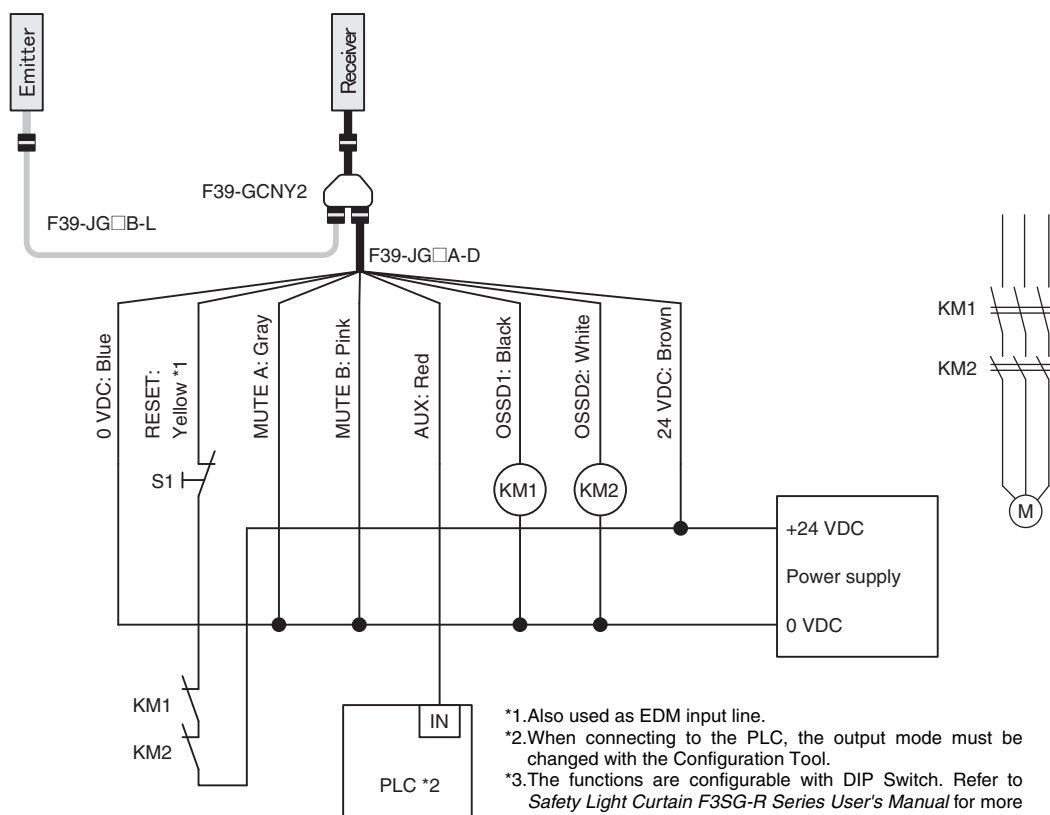 Emitter
Receiver
F39-GCNY2
F39-JG□B-L
F39-JG□A-D
0 VDC: Blue
RESET:
Yellow *1
MUTE A: Gray
MUTE B: Pink
AUX: Red
OSSD1: Black
OSSD2: White
24 VDC: Brown
KM1
KM2
M
S1
KM1
KM2
+24 VDC
Power supply
0 VDC
KM1
KM2
IN
PLC *2
*1.Also used as EDM input line.
*2.When connecting to the PLC, the output mode must be
changed with the Configuration Tool.
*3.The functions are configurable with DIP Switch. Refer to
Safety Light Curtain F3SG-R Series User's Manual for more